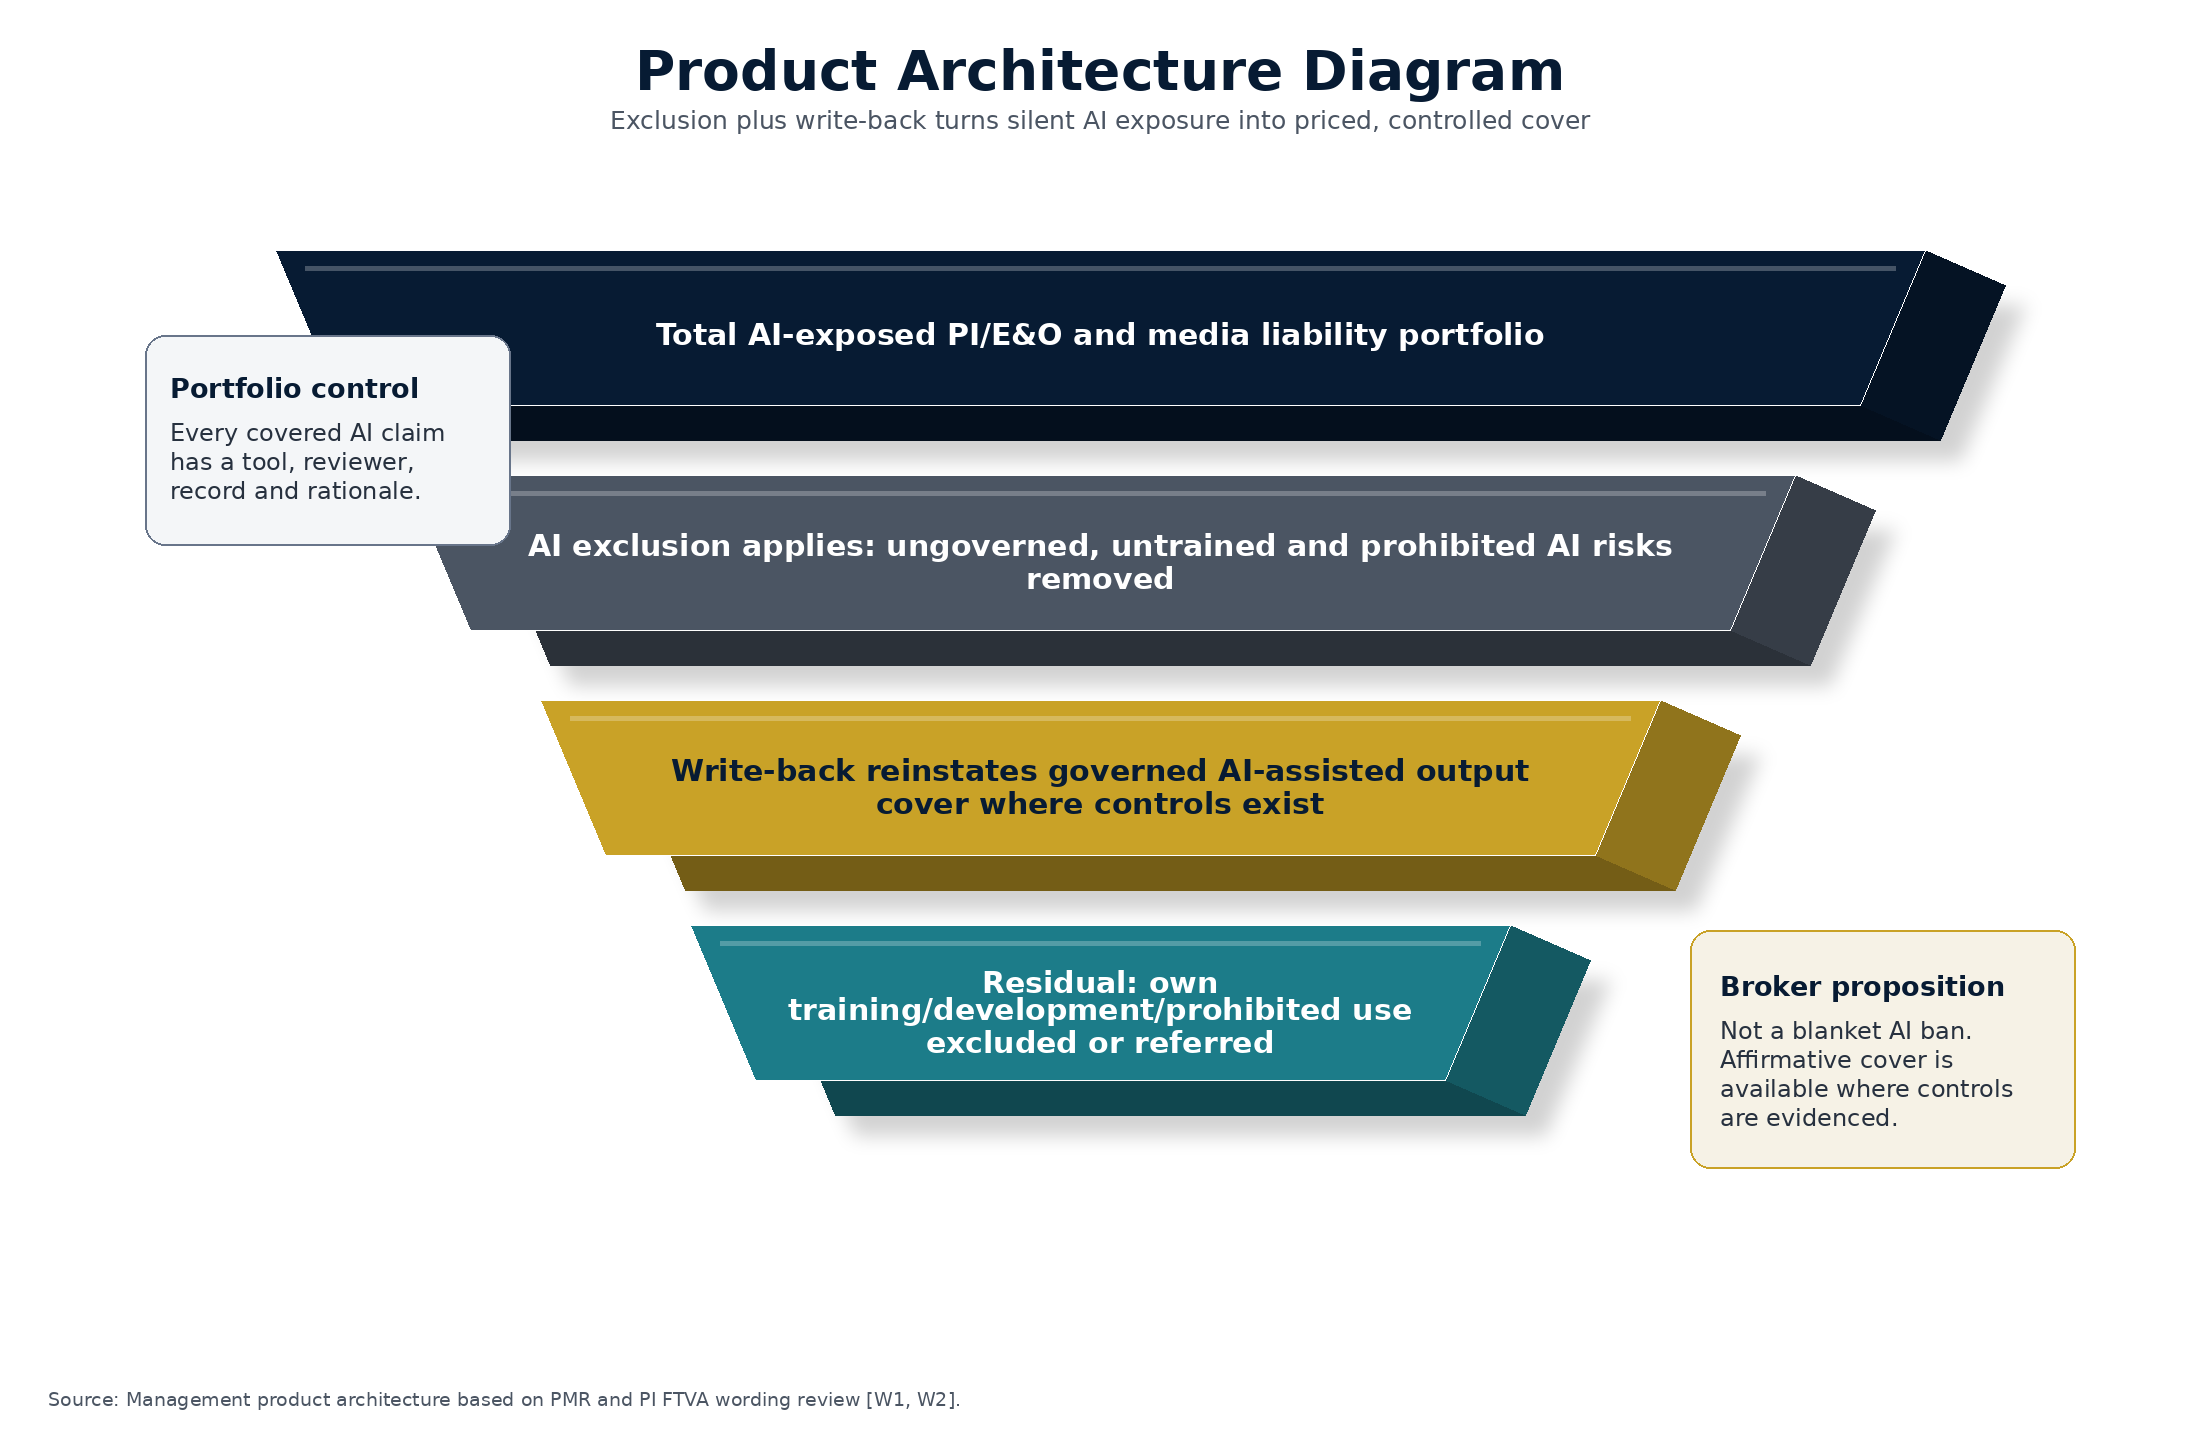 Product Architecture Diagram
Exclusion plus write-back turns silent AI exposure into priced, controlled cover
Total AI-exposed PI/E&O and media liability portfolio
Portfolio control
Every covered AI claim
has a tool, reviewer,
record and rationale.
AI exclusion applies: ungoverned, untrained and prohibited AI risks
removed
Write-back reinstates governed AI-assisted output
cover where controls exist
Residual: own
training/development/prohibited use
excluded or referred
Broker proposition
Not a blanket AI ban.
Affirmative cover is
available where controls
are evidenced.
Source: Management product architecture based on PMR and PI FTVA wording review [W1, W2].